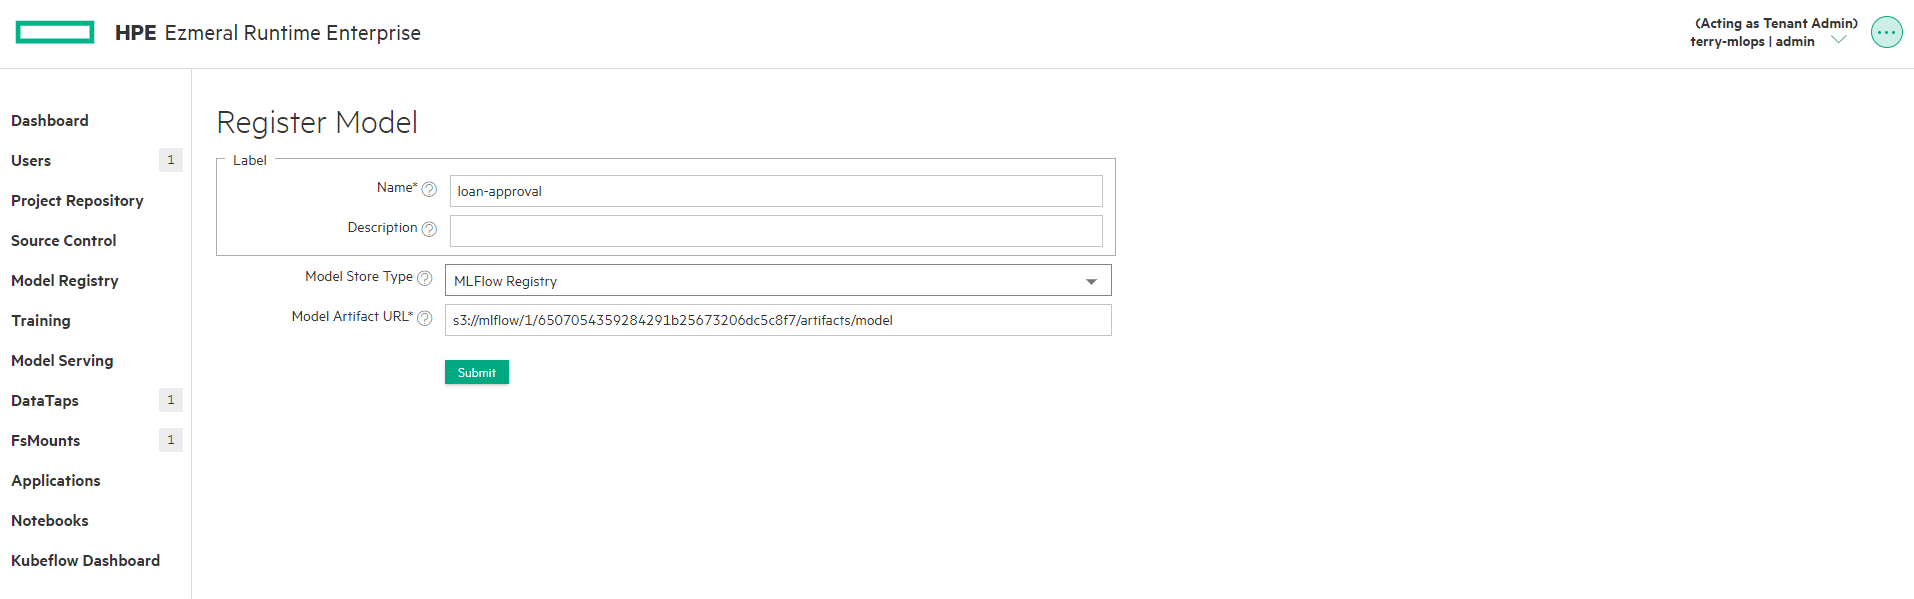 HPE Ezmeral Runtime Enterprise
(Acting as Tenant Admin)
terry-mlops | admin
Dashboard
Users 1
Project Repository
Source Control
Model Registry
Training
Model Serving
DataTaps 1
FsMounts 1
Applications
Notebooks
Kubeflow Dashboard
Register Model
Label
Name* ? loan-approval
Description ?
Model Store Type ? MLFlow Registry
Model Artifact URL* ? s3://mlflow/1/6507054359284291b25673206dc5c8f7/artifacts/model
Submit